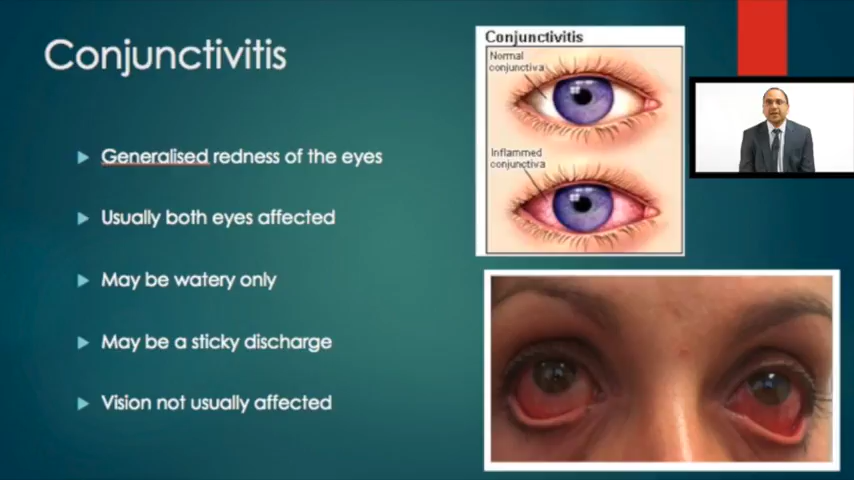 Conjunctivitis
Generalised redness of the eyes
Usually both eyes affected
May be watery only
May be a sticky discharge
Vision not usually affected
Conjunctivitis
Normal
conjunctiva
Inflammed
conjunctiva